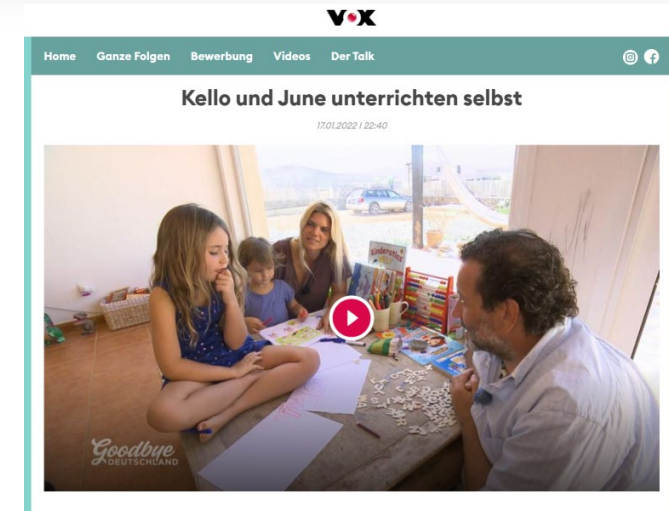 VOX
Home Ganze Folgen Bewerbung Videos Der Talk
Kello und June unterrichten selbst
17.01.2022 I 22:40
Goodbye
DEUTSCHLAND